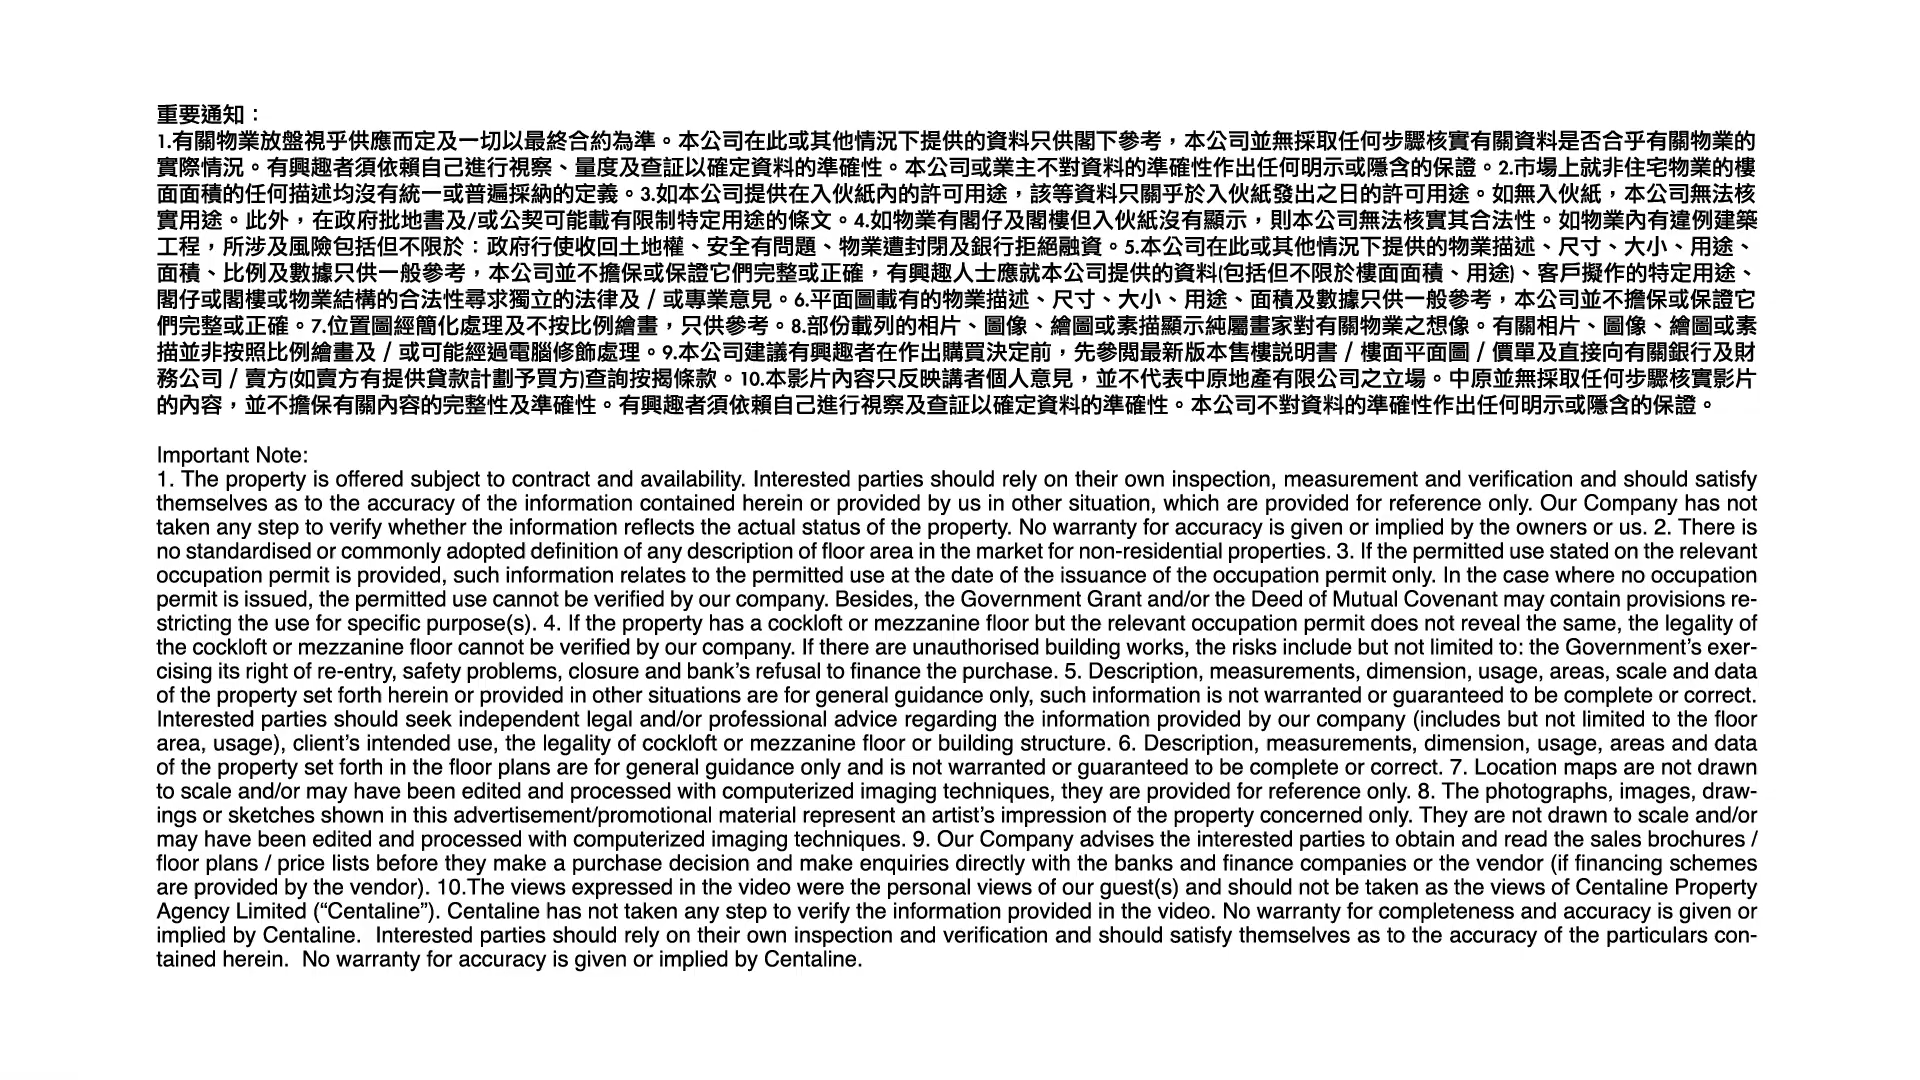 重要通知：
1.有關物業放盤視乎供應而定及一切以最終合約為準。本公司在此或其他情況下提供的資料只供閣下參考，本公司並無採取任何步驟核實有關資料是否合乎有關物業的
實際情況。有興趣者須依賴自己進行視察、量度及查証以確定資料的準確性。本公司或業主不對資料的準確性作出任何明示或隱含的保證。2.市場上就非住宅物業的樓
面面積的任何描述均沒有統一或普遍採納的定義。3.如本公司提供在入伙紙內的許可用途，該等資料只關乎於入伙紙發出之日的許可用途。如無入伙紙，本公司無法核
實用途。此外，在政府批地書及/或公契可能載有限制特定用途的條文。4.如物業有閣仔及閣樓但入伙紙沒有顯示，則本公司無法核實其合法性。如物業內有違例建築
工程，所涉及風險包括但不限於：政府行使收回土地權、安全有問題、物業遭封閉及銀行拒絕融資。5.本公司在此或其他情況下提供的物業描述、尺寸、大小、用途、
面積、比例及數據只供一般參考，本公司並不擔保或保證它們完整或正確，有興趣人士應就本公司提供的資料(包括但不限於樓面面積、用途)、客戶擬作的特定用途、
閣仔或閣樓或物業結構的合法性尋求獨立的法律及 / 或專業意見。6.平面圖載有的物業描述、尺寸、大小、用途、面積及數據只供一般參考，本公司並不擔保或保證它
們完整或正確。7.位置圖經簡化處理及不按比例繪畫，只供參考。8.部份載列的相片、圖像、繪圖或素描顯示純屬畫家對有關物業之想像。有關相片、圖像、繪圖或素
描並非按照比例繪畫及 / 或可能經過電腦修飾處理。9.本公司建議有興趣者在作出購買決定前，先參閱最新版本售樓説明書 / 樓面平面圖 / 價單及直接向有關銀行及財
務公司 / 賣方(如賣方有提供貸款計劃予買方)查詢按揭條款。10.本影片內容只反映講者個人意見，並不代表中原地產有限公司之立場。中原並無採取任何步驟核實影片
的內容，並不擔保有關內容的完整性及準確性。有興趣者須依賴自己進行視察及查証以確定資料的準確性。本公司不對資料的準確性作出任何明示或隱含的保證。
Important Note:
1. The property is offered subject to contract and availability. Interested parties should rely on their own inspection, measurement and verification and should satisfy
themselves as to the accuracy of the information contained herein or provided by us in other situation, which are provided for reference only. Our Company has not
taken any step to verify whether the information reflects the actual status of the property. No warranty for accuracy is given or implied by the owners or us. 2. There is
no standardised or commonly adopted definition of any description of floor area in the market for non-residential properties. 3. If the permitted use stated on the relevant
occupation permit is provided, such information relates to the permitted use at the date of the issuance of the occupation permit only. In the case where no occupation
permit is issued, the permitted use cannot be verified by our company. Besides, the Government Grant and/or the Deed of Mutual Covenant may contain provisions re-
stricting the use for specific purpose(s). 4. If the property has a cockloft or mezzanine floor but the relevant occupation permit does not reveal the same, the legality of
the cockloft or mezzanine floor cannot be verified by our company. If there are unauthorised building works, the risks include but not limited to: the Government’s exer-
cising its right of re-entry, safety problems, closure and bank’s refusal to finance the purchase. 5. Description, measurements, dimension, usage, areas, scale and data
of the property set forth herein or provided in other situations are for general guidance only, such information is not warranted or guaranteed to be complete or correct.
Interested parties should seek independent legal and/or professional advice regarding the information provided by our company (includes but not limited to the floor
area, usage), client’s intended use, the legality of cockloft or mezzanine floor or building structure. 6. Description, measurements, dimension, usage, areas and data
of the property set forth in the floor plans are for general guidance only and is not warranted or guaranteed to be complete or correct. 7. Location maps are not drawn
to scale and/or may have been edited and processed with computerized imaging techniques, they are provided for reference only. 8. The photographs, images, draw-
ings or sketches shown in this advertisement/promotional material represent an artist’s impression of the property concerned only. They are not drawn to scale and/or
may have been edited and processed with computerized imaging techniques. 9. Our Company advises the interested parties to obtain and read the sales brochures /
floor plans / price lists before they make a purchase decision and make enquiries directly with the banks and finance companies or the vendor (if financing schemes
are provided by the vendor). 10.The views expressed in the video were the personal views of our guest(s) and should not be taken as the views of Centaline Property
Agency Limited (“Centaline”). Centaline has not taken any step to verify the information provided in the video. No warranty for completeness and accuracy is given or
implied by Centaline.  Interested parties should rely on their own inspection and verification and should satisfy themselves as to the accuracy of the particulars con-
tained herein.  No warranty for accuracy is given or implied by Centaline.